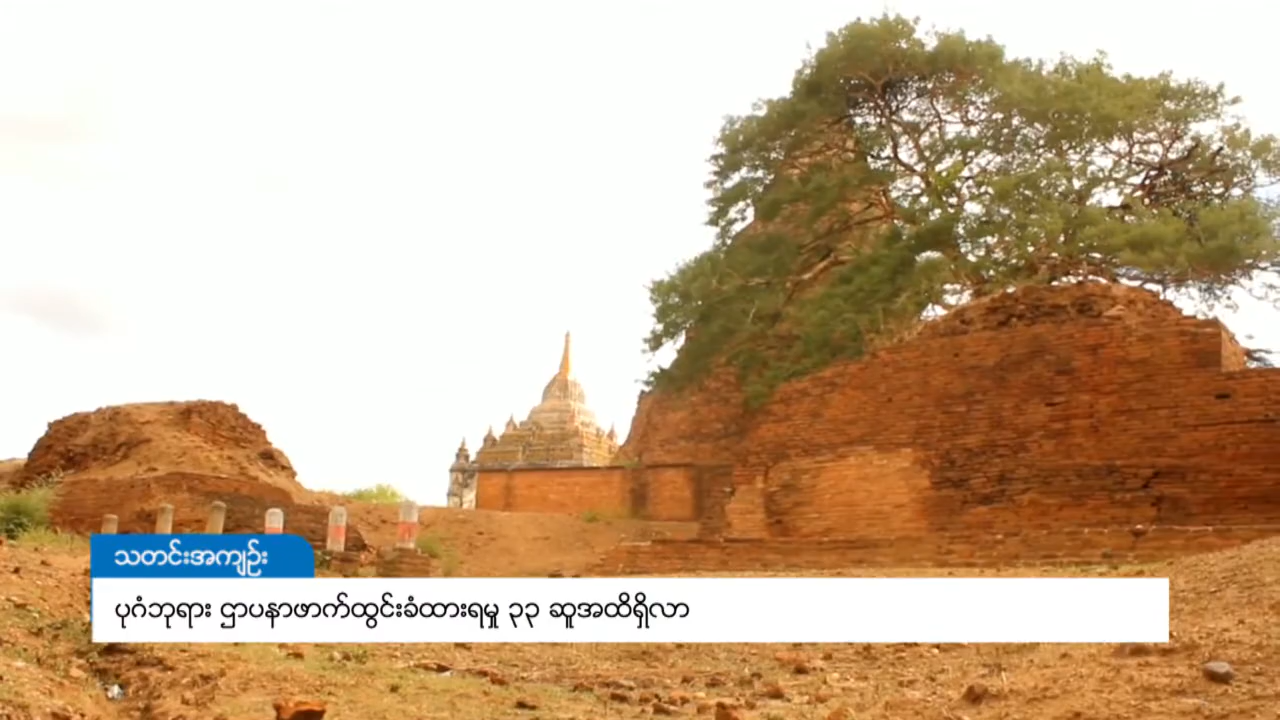 သတင်းအကျဉ်း
ပုဂံဘုရား ဌာပနာဖာက်ထွင်းခံထားရမှု ၃၃ ဆူအထိရှိလာ